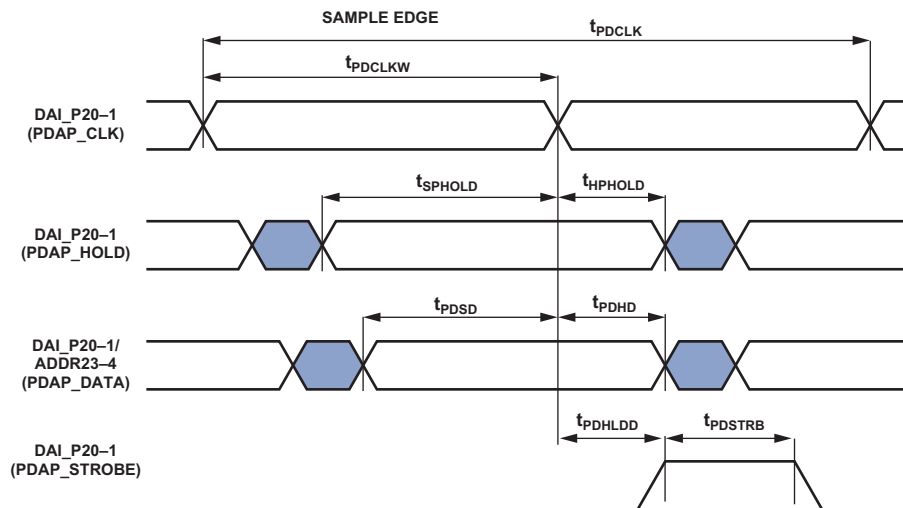 SAMPLE EDGE
tPDCLK
tPDCLKW
DAI_P20–1
(PDAP_CLK)
tSPHOLD
tHPHOLD
DAI_P20–1
(PDAP_HOLD)
tPDSD
tPDHD
DAI_P20–1/
ADDR23–4
(PDAP_DATA)
tPDHLDD
tPDSTRB
DAI_P20–1
(PDAP_STROBE)